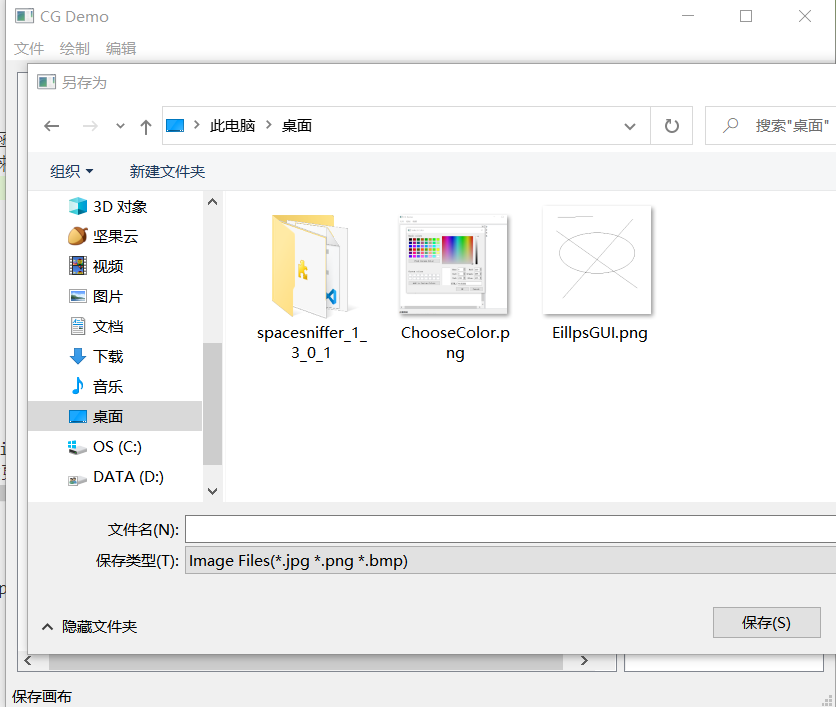 CG Demo
文件 绘制 编辑
另存为
此电脑 桌面
搜索"桌面"
组织 新建文件夹
3D 对象
坚果云
视频
图片
文档
下载
音乐
桌面
OS (C:)
DATA (D:)
spacesniffer_1_
3_0_1
ChooseColor.p
ng
EillpsGUI.png
文件名(N):
保存类型(T): Image Files(*.jpg *.png *.bmp)
隐藏文件夹
保存(S)
保存画布